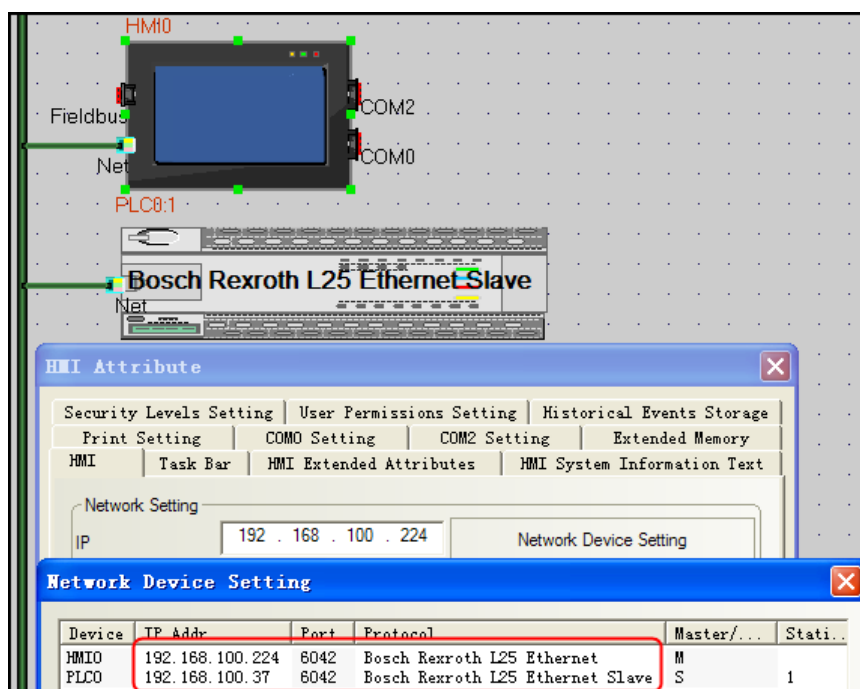 HMI0
COM2
Fieldbus
COM0
Net
PLC0:1
Bosch Rexroth L25 Ethernet Slave
Net
HMI Attribute
Security Levels Setting User Permissions Setting Historical Events Storage
Print Setting COM0 Setting COM2 Setting Extended Memory
HMI Task Bar HMI Extended Attributes HMI System Information Text
Network Setting
IP 192 . 168 . 100 . 224 Network Device Setting
Network Device Setting
Device IP Addr Port Protocol Master/... Stati..
HMI0 192.168.100.224 6042 Bosch Rexroth L25 Ethernet M
PLC0 192.168.100.37 6042 Bosch Rexroth L25 Ethernet Slave S 1